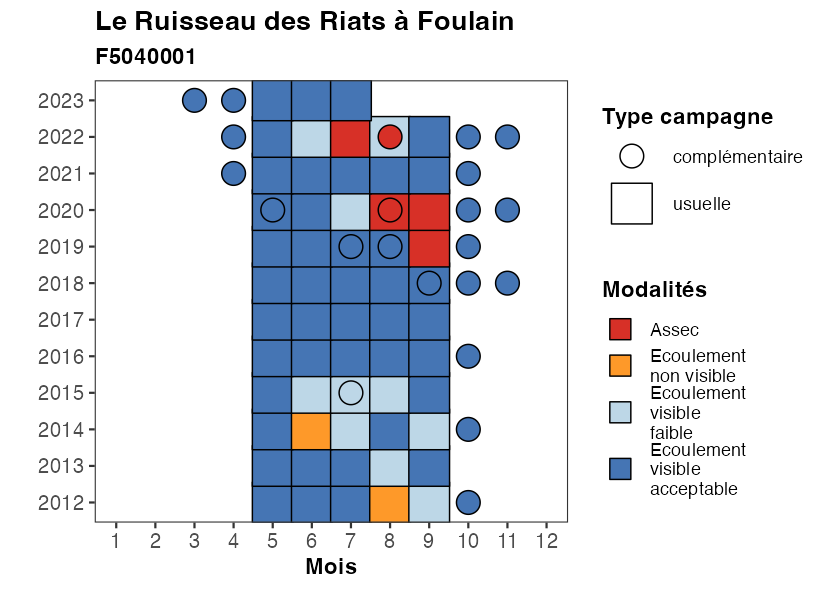 Le Ruisseau des Riats à Foulain
F5040001
2023
2022
2021
2020
2019
2018
2017
2016
2015
2014
2013
2012
1 2 3 4 5 6 7 8 9 10 11 12
Mois
Type campagne
complémentaire
usuelle
Modalités
Assec
Ecoulement
non visible
Ecoulement
visible
faible
Ecoulement
visible
acceptable